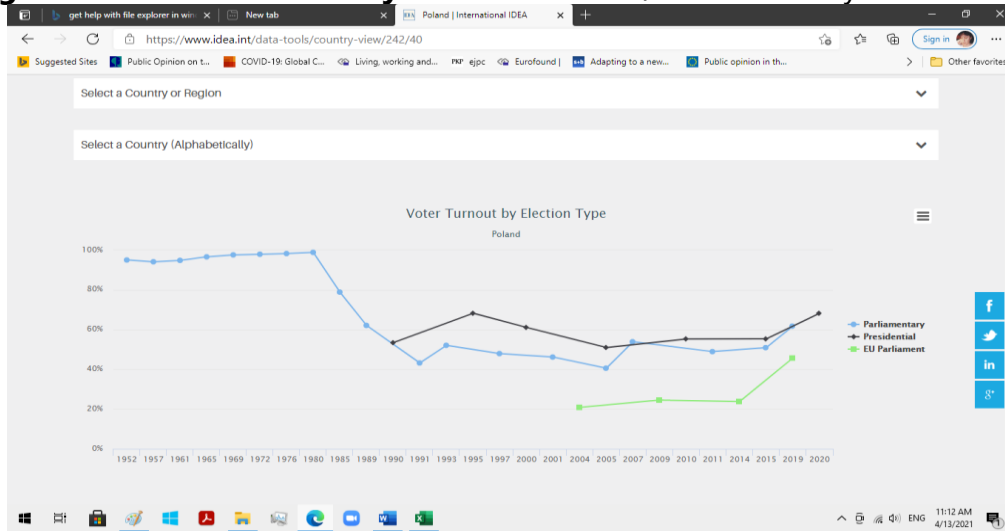 get help with file explorer in win
New tab
Poland | International IDEA
https://www.idea.int/data-tools/country-view/242/40
Sign in
Suggested Sites
Public Opinion on t...
COVID-19: Global C...
Living, working and...
PKP ejpc
Eurofound |
Adapting to a new...
Public opinion in th...
Other favorites
Select a Country or Region
Select a Country (Alphabetically)
Voter Turnout by Election Type
Poland
100%
80%
60%
40%
20%
0%
1952 1957 1961 1965 1969 1972 1976 1980 1985 1989 1990 1991 1993 1995 1997 2000 2001 2004 2005 2007 2009 2010 2011 2014 2015 2019 2020
Parliamentary
Presidential
EU Parliament
ENG
11:12 AM
4/13/2021